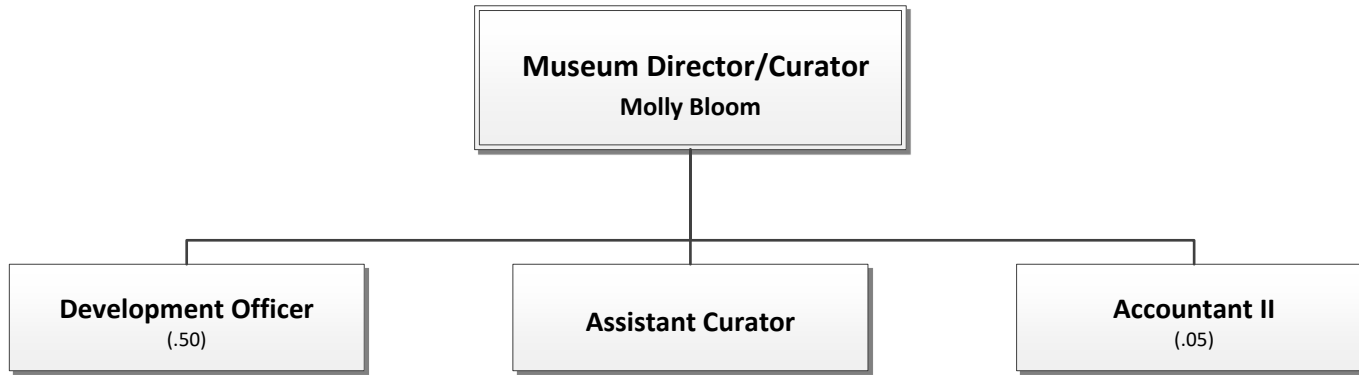 Museum Director/Curator
Molly Bloom
Development Officer
(.50)
Assistant Curator
Accountant II
(.05)